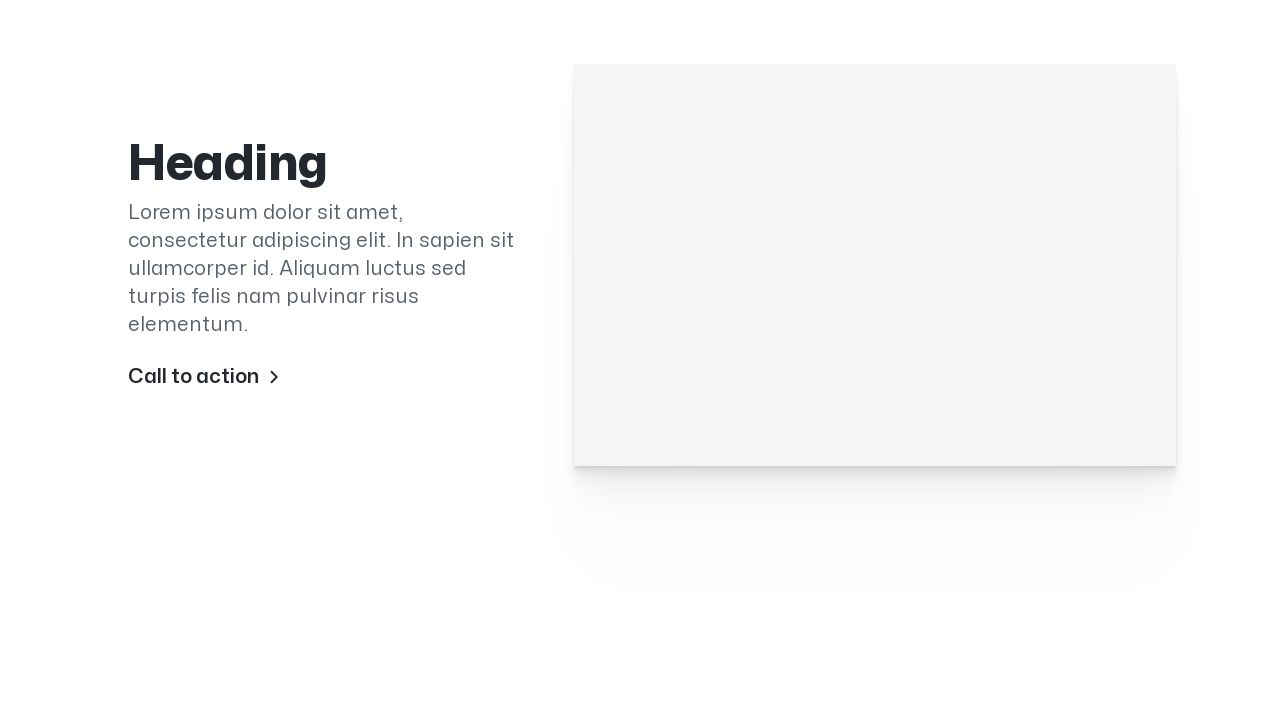 Heading
Lorem ipsum dolor sit amet,
consectetur adipiscing elit. In sapien sit
ullamcorper id. Aliquam luctus sed
turpis felis nam pulvinar risus
elementum.
Call to action